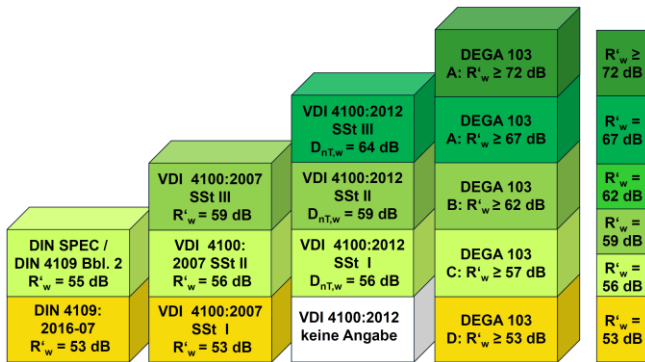 DIN SPEC /
DIN 4109 Bbl. 2
R‘w = 55 dB
DIN 4109:
2016-07
R‘w = 53 dB
VDI 4100:2007
SSt III
R‘w = 59 dB
VDI 4100:
2007 SSt II
R‘w = 56 dB
VDI 4100:2007
SSt I
R‘w = 53 dB
VDI 4100:2012
SSt III
DnT,w = 64 dB
VDI 4100:2012
SSt II
DnT,w = 59 dB
VDI 4100:2012
SSt I
DnT,w = 56 dB
VDI 4100:2012
keine Angabe
DEGA 103
A: R‘w ≥ 72 dB
DEGA 103
A: R‘w ≥ 67 dB
DEGA 103
B: R‘w ≥ 62 dB
DEGA 103
C: R‘w ≥ 57 dB
DEGA 103
D: R‘w ≥ 53 dB
R‘w ≥
72 dB
R‘w =
67 dB
R‘w =
62 dB
R‘w =
59 dB
R‘w =
56 dB
R‘w =
53 dB